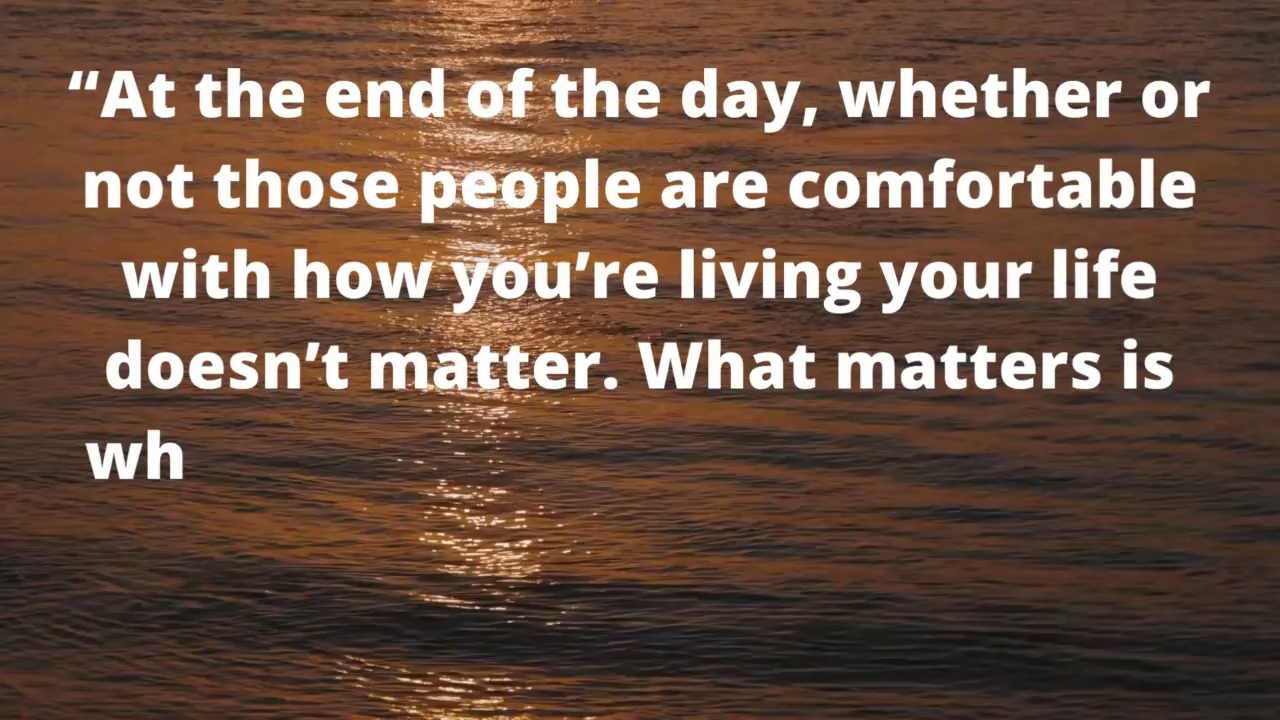 “At the end of the day, whether or
not those people are comfortable
with how you’re living your life
doesn’t matter. What matters is
wh